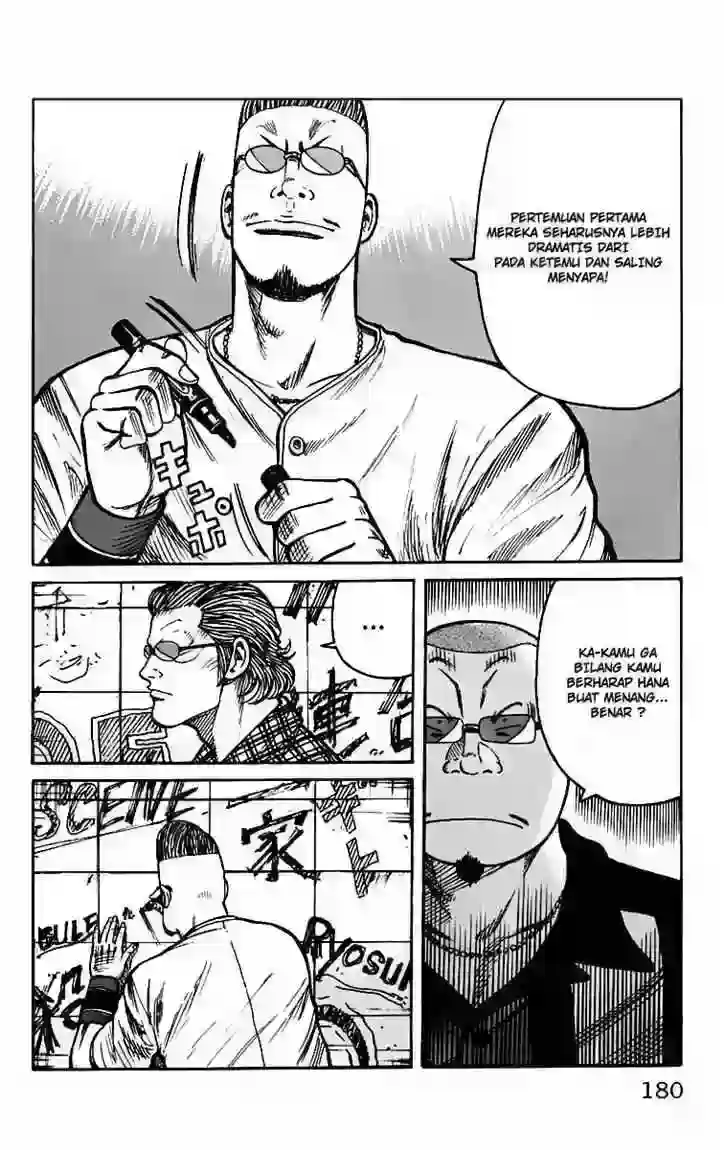 PERTEMUAN PERTAMA
MEREKA SEHARUSNYA LEBIH
DRAMATIS DARI
PADA KETEMU DAN SALING
MENYAPA!
キュポ
...
KA-KAMU GA
BILANG KAMU
BERHARAP HANA
BUAT MENANG...
BENAR ?
SCENE
家
RYOSU
180